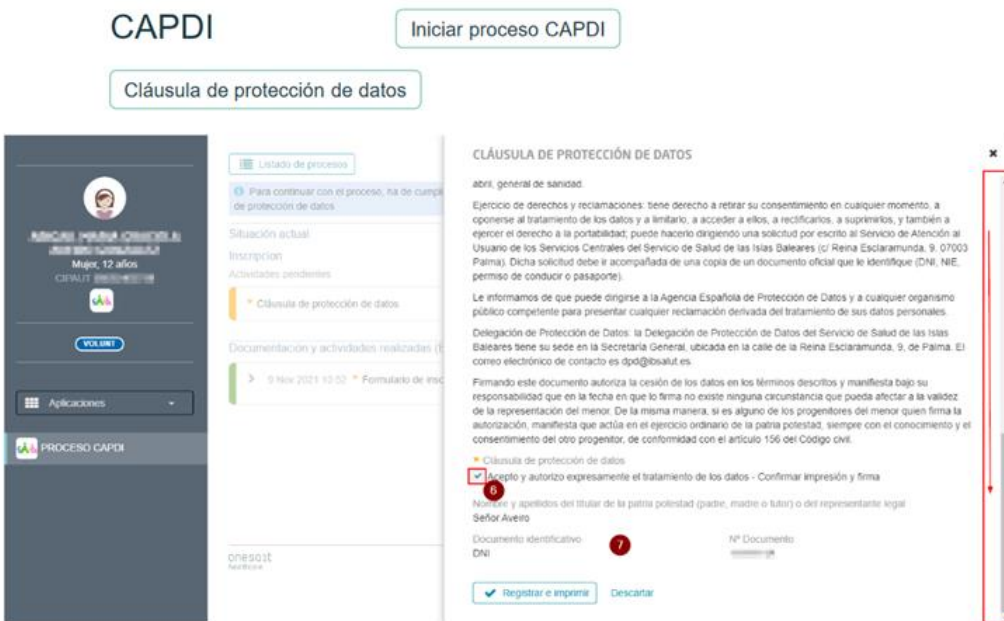 CAPDI
Iniciar proceso CAPDI
Cláusula de protección de datos
Mujer, 12 años
CIPAUT
VOLUNT
Aplicaciones
PROCESO CAPDI
Listado de procesos
Para continuar con el proceso, ha de cumpli
de protección de datos
Situación actual
Inscripcion
Actividades pendientes
* Cláusula de protección de datos
Documentación y actividades realizadas (
9 Nov 2021 10:52 * Formulario de insc
onesait
healthcare
CLÁUSULA DE PROTECCIÓN DE DATOS
abril, general de sanidad.
Ejercicio de derechos y reclamaciones: tiene derecho a retirar su consentimiento en cualquier momento, a
oponerse al tratamiento de los datos y a limitarlo, a acceder a ellos, a rectificarlos, a suprimirlos, y también a
ejercer el derecho a la portabilidad; puede hacerlo dirigiendo una solicitud por escrito al Servicio de Atención al
Usuario de los Servicios Centrales del Servicio de Salud de las Islas Baleares (c/ Reina Esclaramunda, 9, 07003
Palma). Dicha solicitud debe ir acompañada de una copia de un documento oficial que le identifique (DNI, NIE,
permiso de conducir o pasaporte).
Le informamos de que puede dirigirse a la Agencia Española de Protección de Datos y a cualquier organismo
público competente para presentar cualquier reclamación derivada del tratamiento de sus datos personales.
Delegación de Protección de Datos: la Delegación de Protección de Datos del Servicio de Salud de las Islas
Baleares tiene su sede en la Secretaría General, ubicada en la calle de la Reina Esclaramunda, 9, de Palma. El
correo electrónico de contacto es dpd@ibsalut.es
Firmando este documento autoriza la cesión de los datos en los términos descritos y manifiesta bajo su
responsabilidad que en la fecha en que lo firma no existe ninguna circunstancia que pueda afectar a la validez
de la representación del menor. De la misma manera, si es alguno de los progenitores del menor quien firma la
autorización, manifiesta que actúa en el ejercicio ordinario de la patria potestad, siempre con el conocimiento y el
consentimiento del otro progenitor, de conformidad con el artículo 156 del Código civil.
* Cláusula de protección de datos
Acepto y autorizo expresamente el tratamiento de los datos - Confirmar impresión y firma
6
Nombre y apellidos del titular de la patria potestad (padre, madre o tutor) o del representante legal
Señor Aveiro
Documento identificativo
7
Nº Documento
DNI
Registrar e imprimir
Descartar